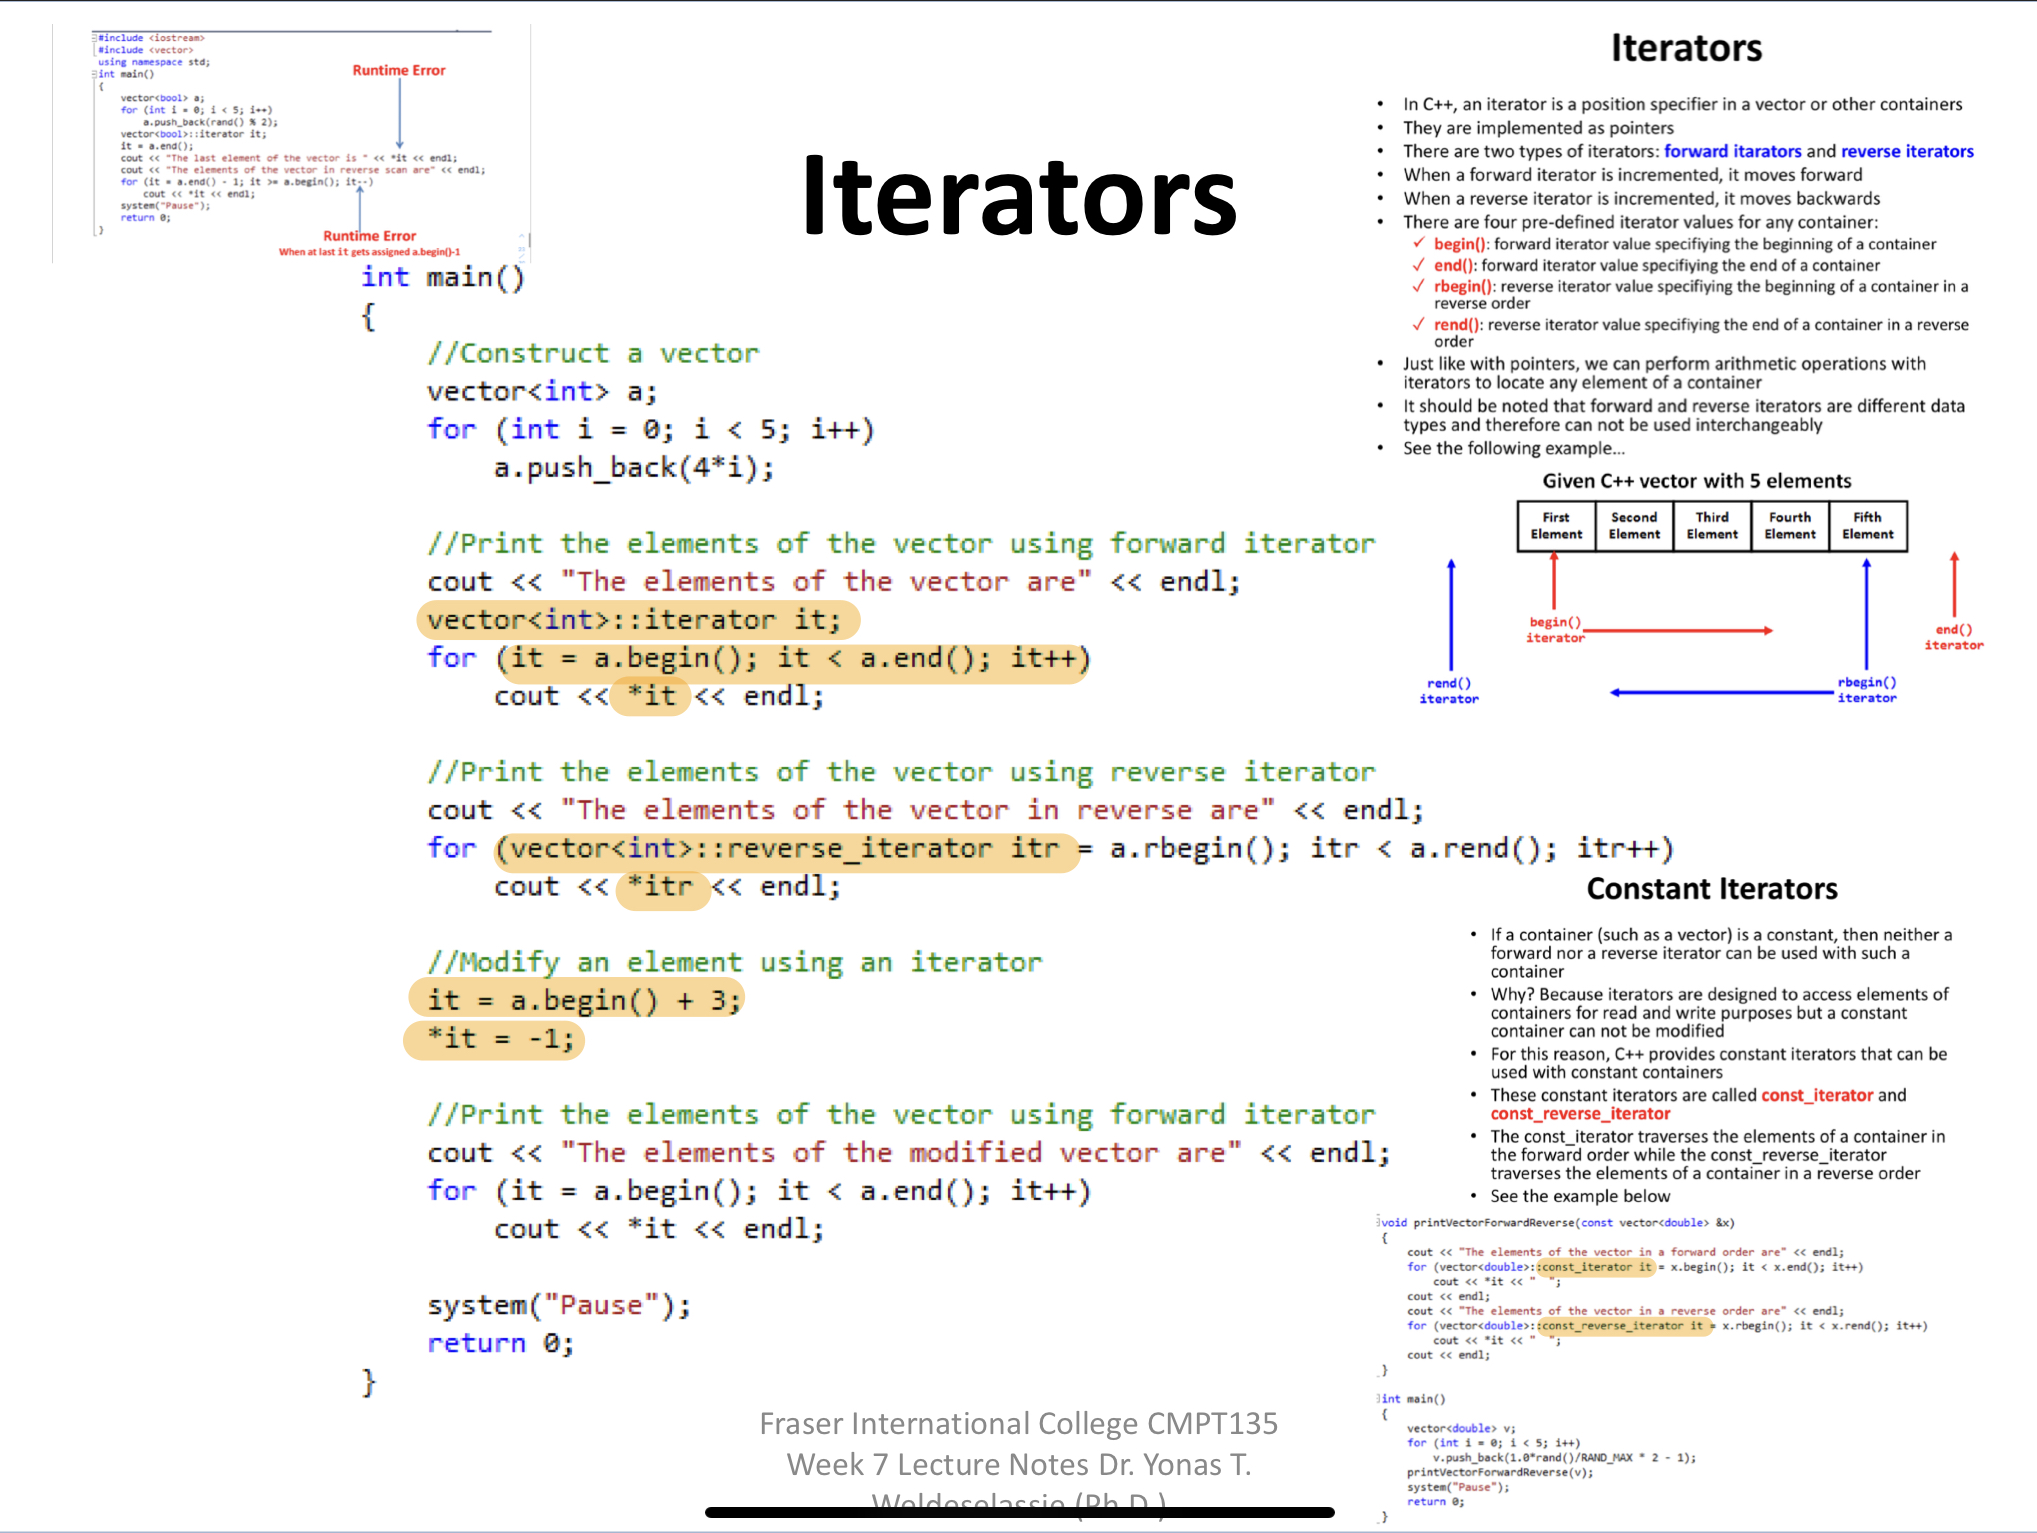 #include <iostream>
#include <vector>
using namespace std;
int main()
{
vector<bool> a;
for (int i = 0; i < 5; i++)
a.push_back(rand() % 2);
vector<bool>::iterator it;
it = a.end();
cout << "The last element of the vector is " << *it << endl;
cout << "The elements of the vector in reverse scan are" << endl;
for (it = a.end() - 1; it >= a.begin(); it--)
cout << *it << endl;
system("Pause");
return 0;
}
Runtime Error
Runtime Error
When at last it gets assigned a.begin()-1
Iterators
int main()
{
//Construct a vector
vector<int> a;
for (int i = 0; i < 5; i++)
a.push_back(4*i);
//Print the elements of the vector using forward iterator
cout << "The elements of the vector are" << endl;
vector<int>::iterator it;
for (it = a.begin(); it < a.end(); it++)
cout << *it << endl;
//Print the elements of the vector using reverse iterator
cout << "The elements of the vector in reverse are" << endl;
for (vector<int>::reverse_iterator itr = a.rbegin(); itr < a.rend(); itr++)
cout << *itr << endl;
//Modify an element using an iterator
it = a.begin() + 3;
*it = -1;
//Print the elements of the vector using forward iterator
cout << "The elements of the modified vector are" << endl;
for (it = a.begin(); it < a.end(); it++)
cout << *it << endl;
system("Pause");
return 0;
}
Iterators
• In C++, an iterator is a position specifier in a vector or other containers
• They are implemented as pointers
• There are two types of iterators: forward itarators and reverse iterators
• When a forward iterator is incremented, it moves forward
• When a reverse iterator is incremented, it moves backwards
• There are four pre-defined iterator values for any container:
✓ begin(): forward iterator value specifiying the beginning of a container
✓ end(): forward iterator value specifiying the end of a container
✓ rbegin(): reverse iterator value specifiying the beginning of a container in a
reverse order
✓ rend(): reverse iterator value specifiying the end of a container in a reverse
order
• Just like with pointers, we can perform arithmetic operations with
iterators to locate any element of a container
• It should be noted that forward and reverse iterators are different data
types and therefore can not be used interchangeably
• See the following example...
Given C++ vector with 5 elements
First Element
Second Element
Third Element
Fourth Element
Fifth Element
begin()
iterator
end()
iterator
rend()
iterator
rbegin()
iterator
Constant Iterators
• If a container (such as a vector) is a constant, then neither a
forward nor a reverse iterator can be used with such a
container
• Why? Because iterators are designed to access elements of
containers for read and write purposes but a constant
container can not be modified
• For this reason, C++ provides constant iterators that can be
used with constant containers
• These constant iterators are called const_iterator and
const_reverse_iterator
• The const_iterator traverses the elements of a container in
the forward order while the const_reverse_iterator
traverses the elements of a container in a reverse order
• See the example below
void printVectorForwardReverse(const vector<double> &x)
{
cout << "The elements of the vector in a forward order are" << endl;
for (vector<double>::const_iterator it = x.begin(); it < x.end(); it++)
cout << *it << "  ";
cout << endl;
cout << "The elements of the vector in a reverse order are" << endl;
for (vector<double>::const_reverse_iterator it = x.rbegin(); it < x.rend(); it++)
cout << *it << "  ";
cout << endl;
}
int main()
{
vector<double> v;
for (int i = 0; i < 5; i++)
v.push_back(1.0*rand()/RAND_MAX * 2 - 1);
printVectorForwardReverse(v);
system("Pause");
return 0;
}
Fraser International College CMPT135
Week 7 Lecture Notes Dr. Yonas T.
Weldeselassie (Ph.D.)